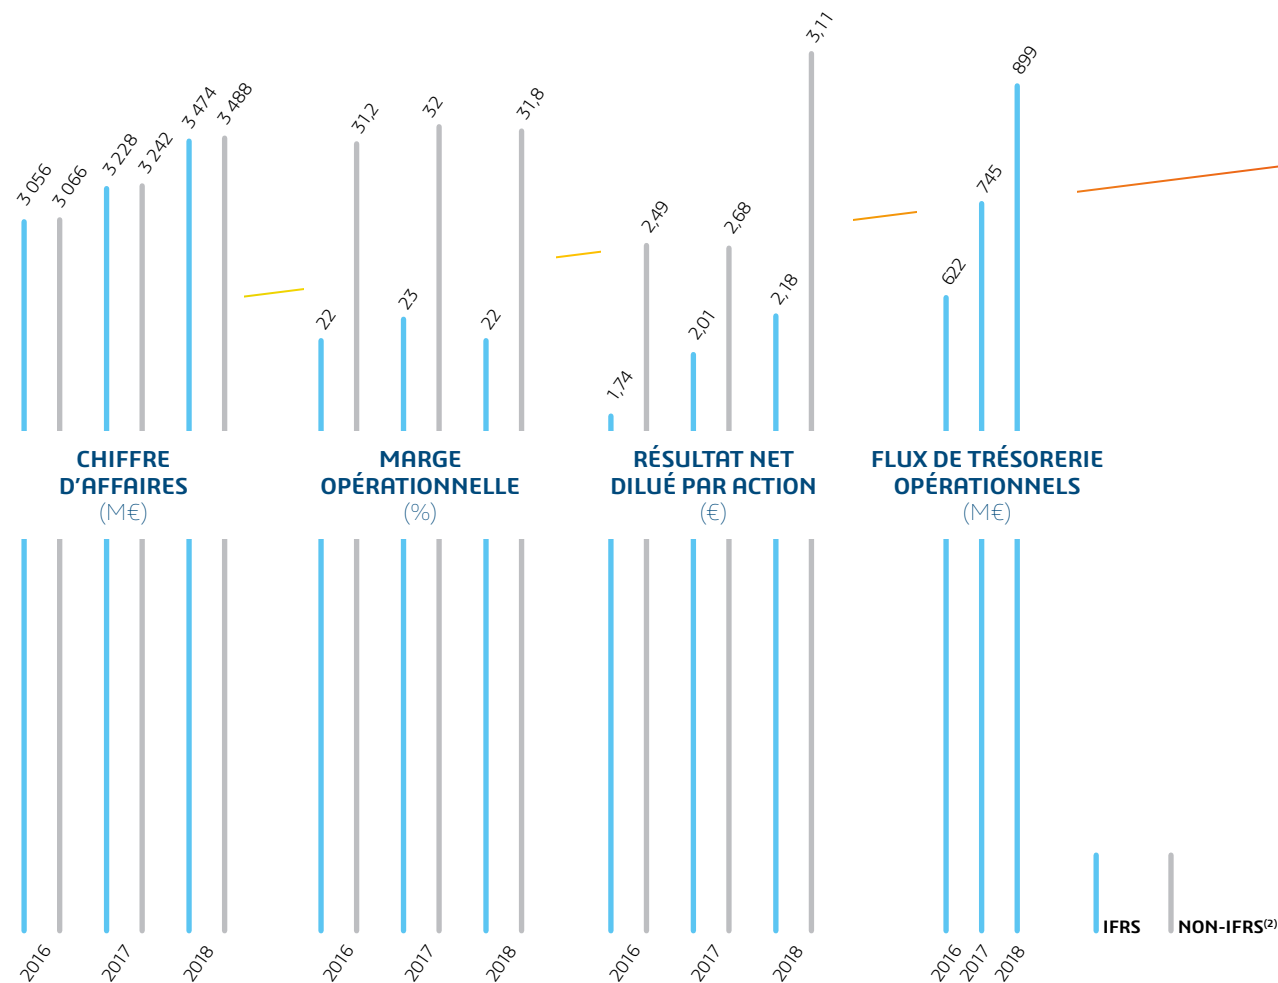 3 056
3 066
3 228
3 242
3 474
3 488
22
31,2
23
32
22
31,8
1,74
2,49
2,01
2,68
2,18
3,11
622
745
899
CHIFFRE
D’AFFAIRES
(M€)
MARGE
OPÉRATIONNELLE
(%)
RÉSULTAT NET
DILUÉ PAR ACTION
(€)
FLUX DE TRÉSORERIE
OPÉRATIONNELS
(M€)
IFRS
NON-IFRS(2)
2016
2017
2018
2016
2017
2018
2016
2017
2018
2016
2017
2018